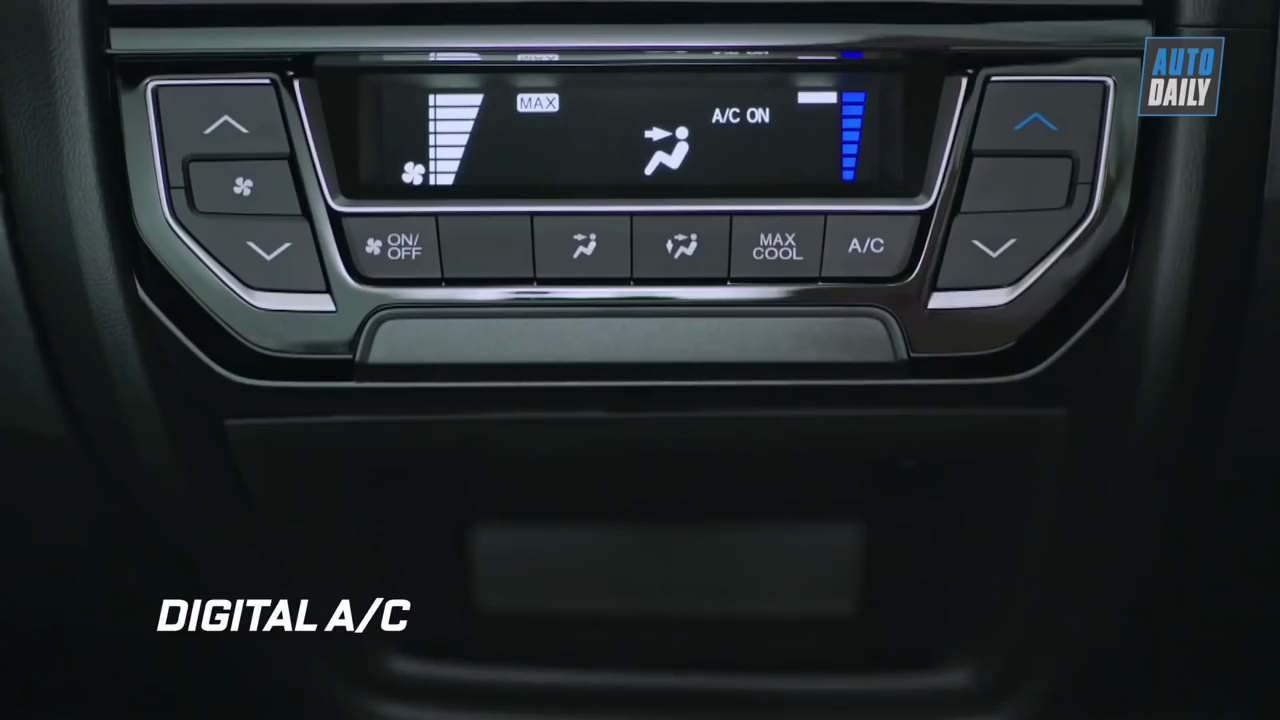 AUTO
DAILY
MAX
A/C ON
ON/
OFF
MAX
COOL
A/C
DIGITAL A/C